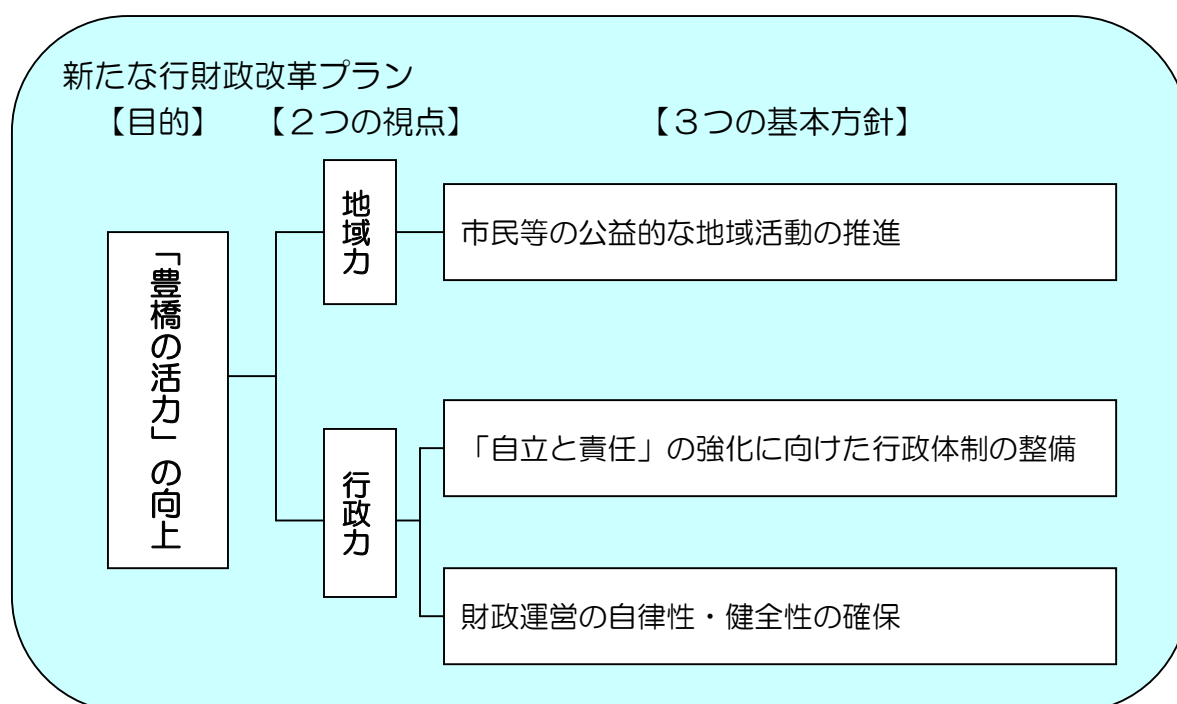 新たな行財政改革プラン
【目的】 【２つの視点】 【３つの基本方針】
「豊橋の活力」の向上
地域力
市民等の公益的な地域活動の推進
行政力
「自立と責任」の強化に向けた行政体制の整備
財政運営の自律性・健全性の確保